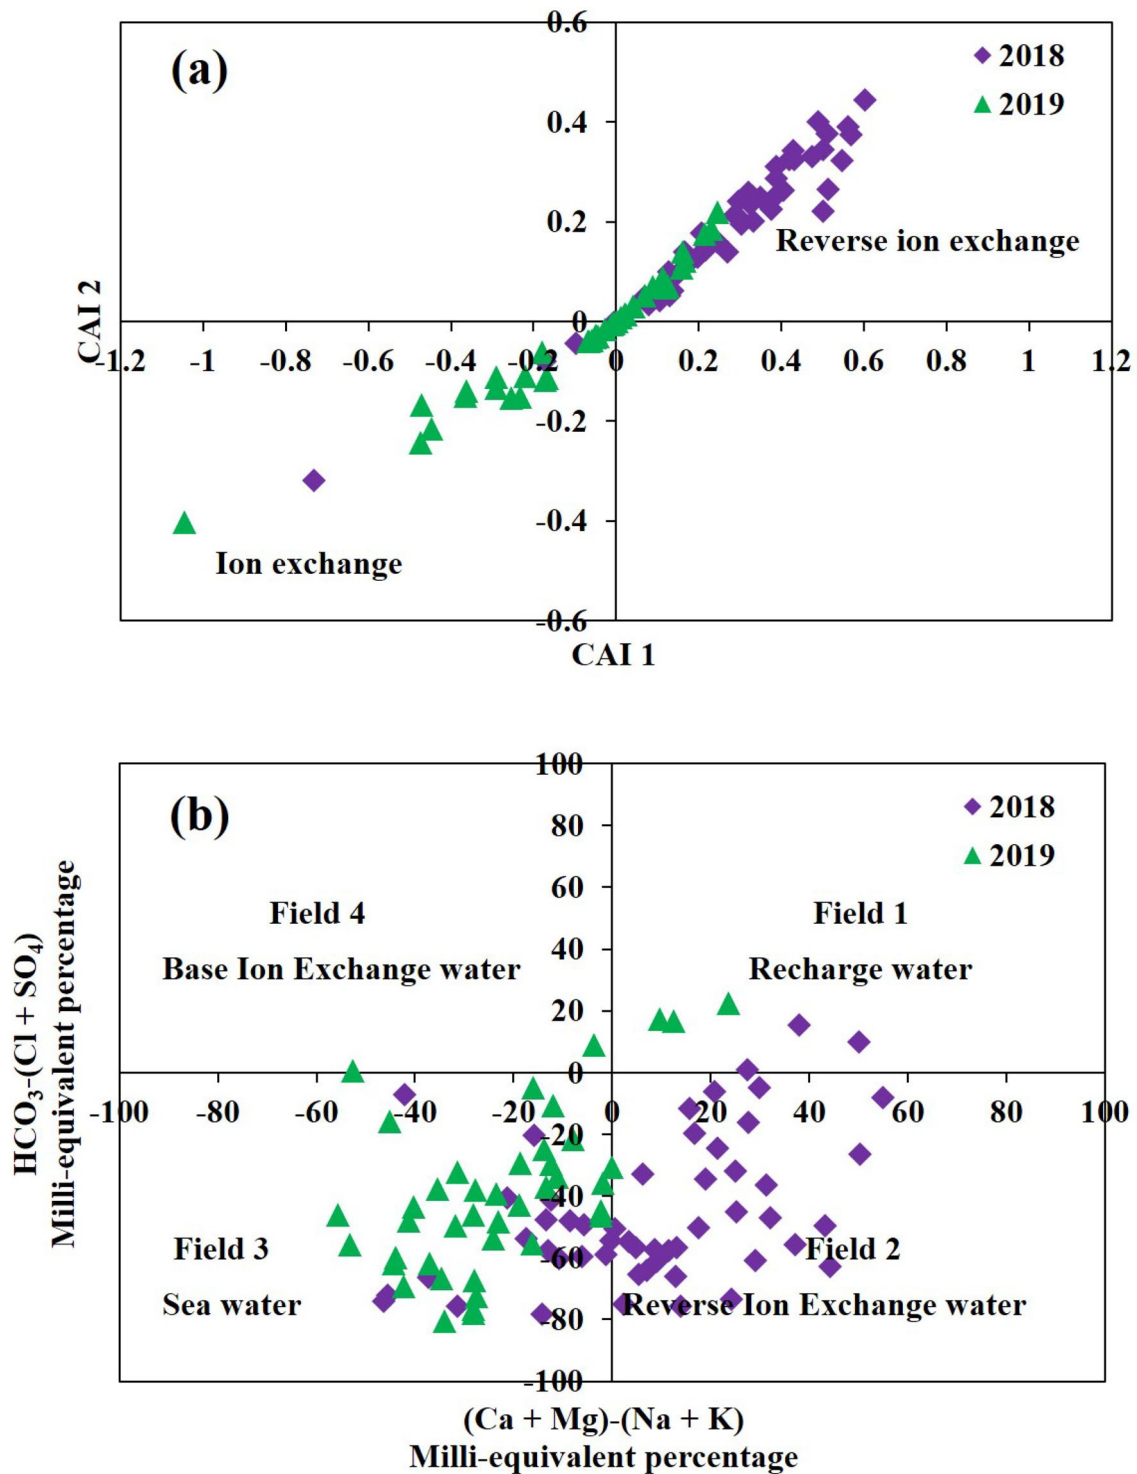 0.6
(a)
2018
2019
0.4
0.2
Reverse ion exchange
CAI 2
0
-1.2 -1 -0.8 -0.6 -0.4 -0.2 0 0.2 0.4 0.6 0.8 1 1.2
-0.2
-0.4
Ion exchange
-0.6
CAI 1
100
(b)
2018
2019
80
60
Field 4
Field 1
40
Base Ion Exchange water
Recharge water
20
0
HCO₃-(Cl + SO₄)
Milli-equivalent percentage
-100 -80 -60 -40 -20 0 20 40 60 80 100
-20
-40
Field 3
Field 2
-60
Sea water
Reverse Ion Exchange water
-80
-100
(Ca + Mg)-(Na + K)
Milli-equivalent percentage